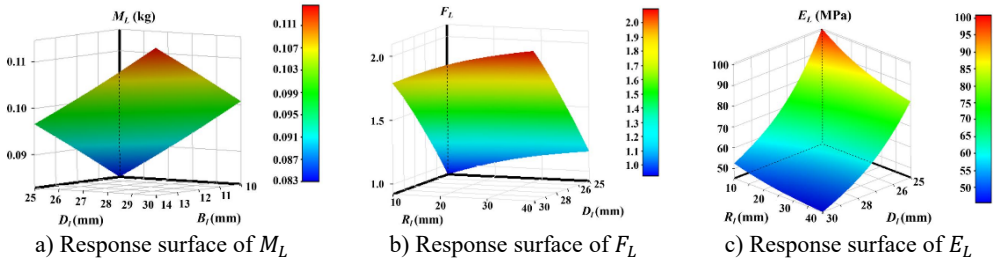 M_L (kg)
0.11
0.10
0.09
25 26 27 28 29 30 14 13 12 11 10
D_l (mm)
B_l (mm)
0.111
0.107
0.103
0.099
0.095
0.091
0.087
0.083
a) Response surface of M_L
F_L
2.0
1.5
1.0
10 20 30 40 30 28 26 25
R_l (mm)
D_l (mm)
2.0
1.9
1.8
1.7
1.6
1.5
1.4
1.3
1.2
1.1
1.0
b) Response surface of F_L
E_L (MPa)
100
90
80
70
60
50
10 20 30 40 30 28 26 25
R_l (mm)
D_l (mm)
100
95
90
85
80
75
70
65
60
55
50
c) Response surface of E_L